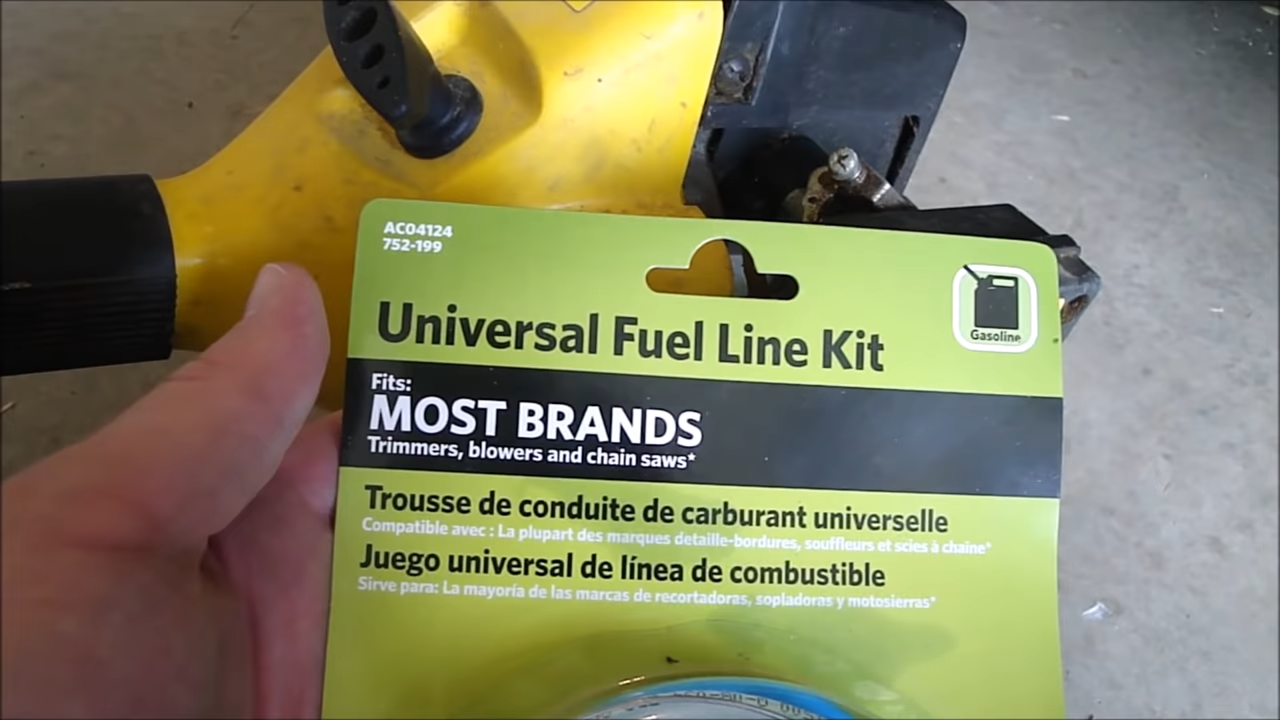 AC04124
752-199
Universal Fuel Line Kit
Gasoline
Fits:
MOST BRANDS
Trimmers, blowers and chain saws*
Trousse de conduite de carburant universelle
Compatible avec : La plupart des marques detaille-bordures, souffleurs et scies à chaîne*
Juego universal de línea de combustible
Sirve para: La mayoría de las marcas de recortadoras, sopladoras y motosierras*